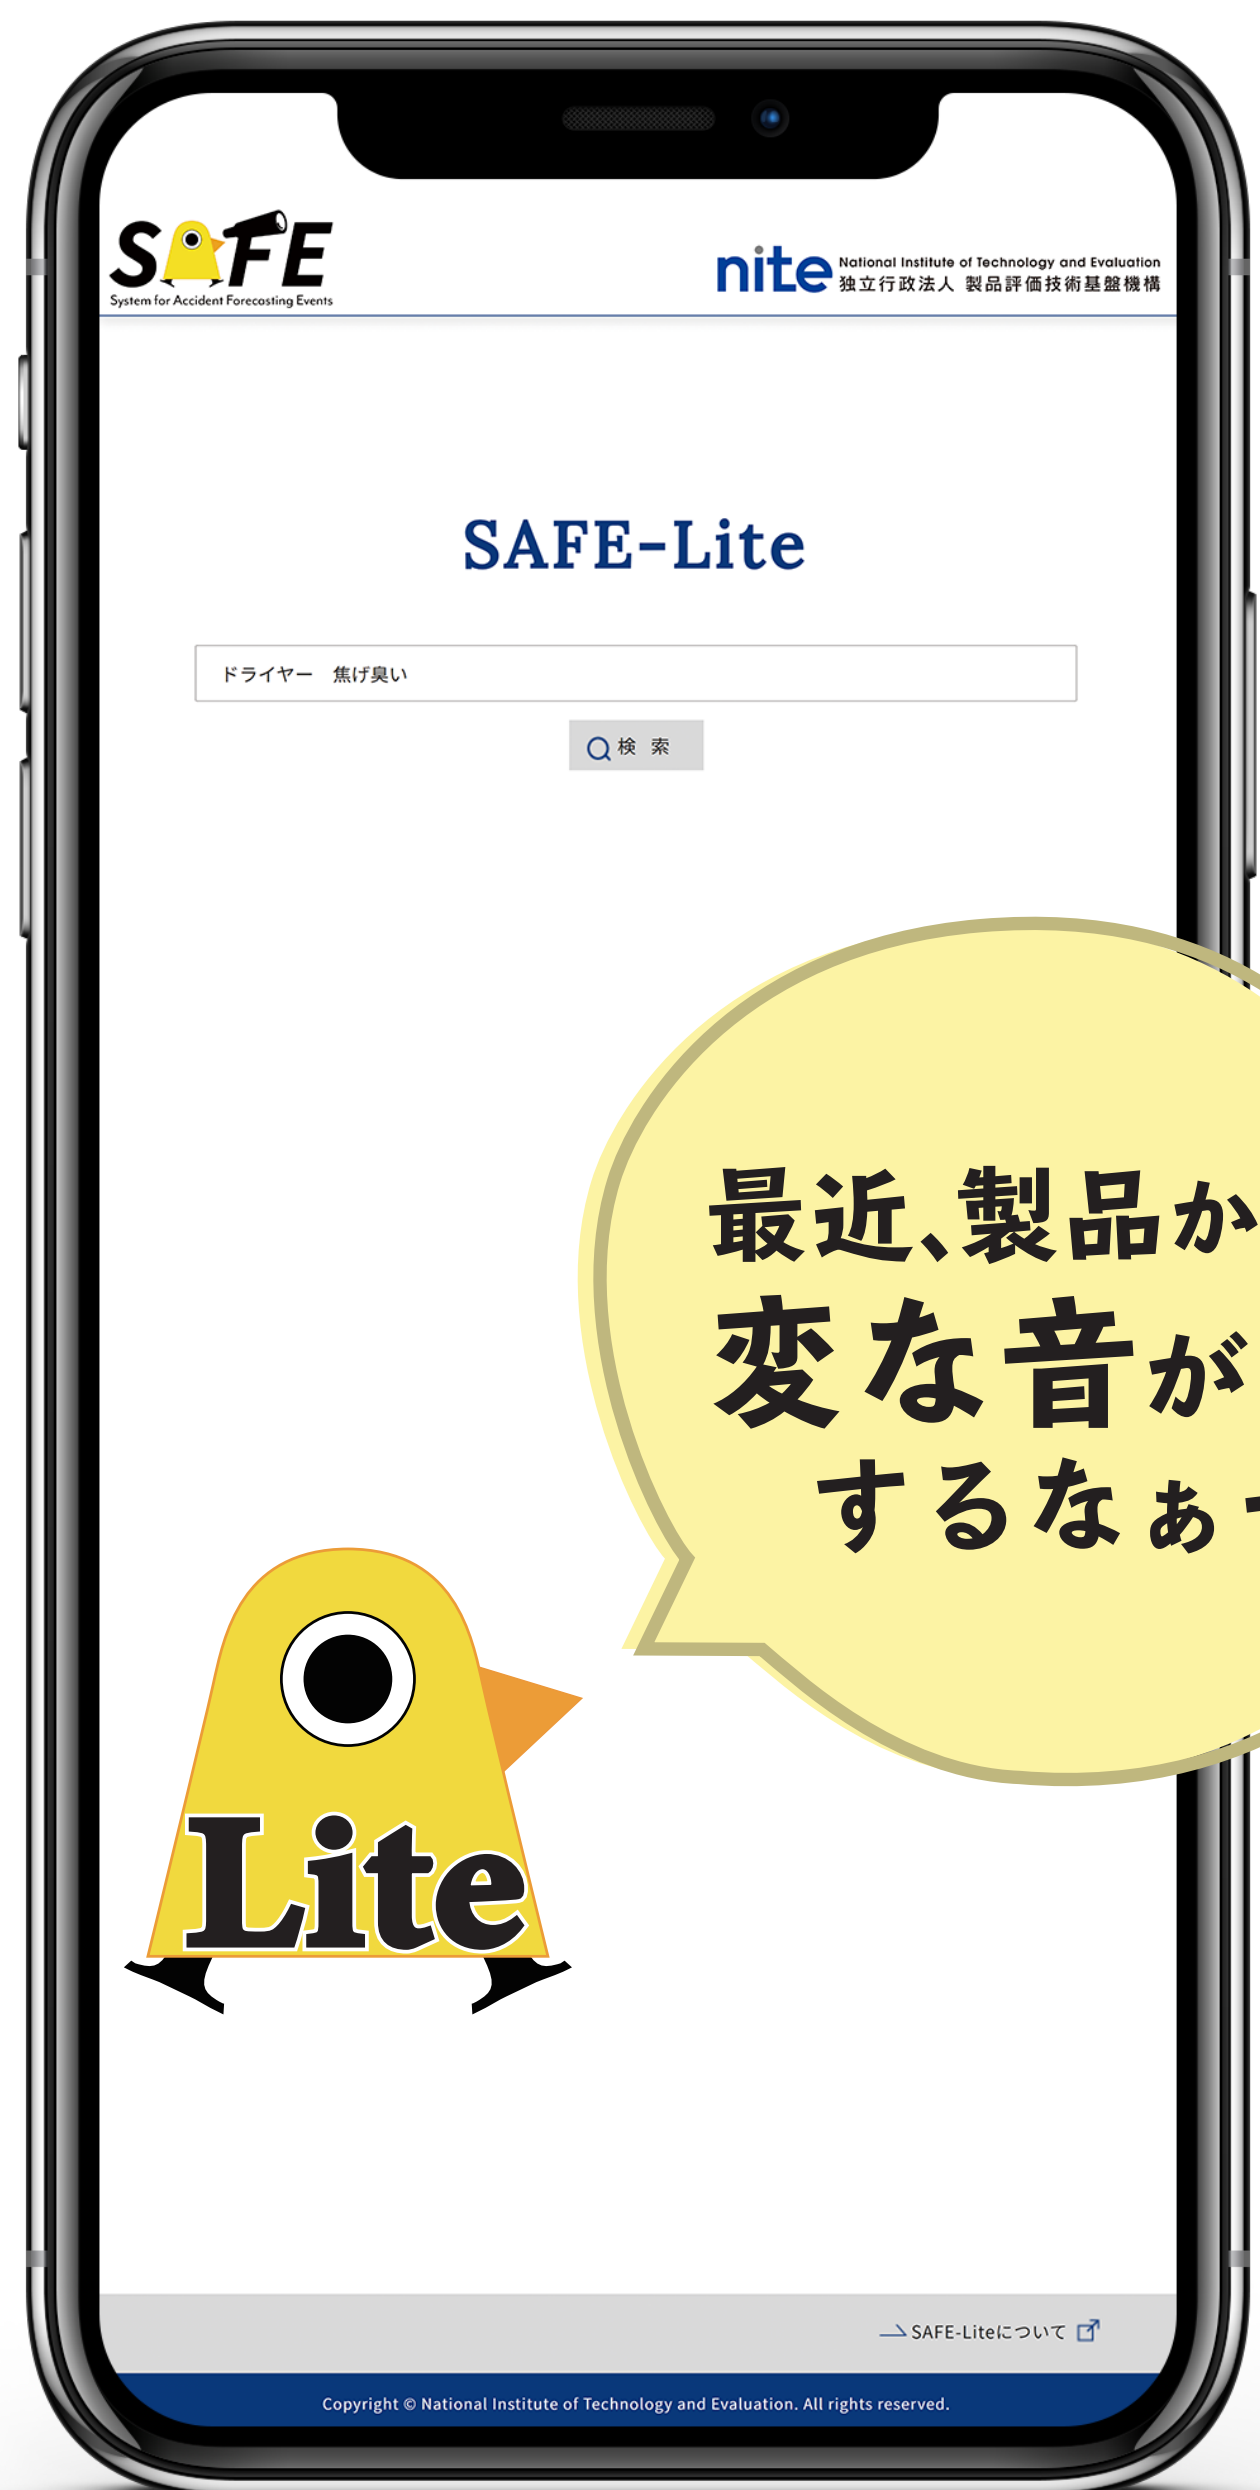 SAFE
System for Accident Forecasting Events
nite National Institute of Technology and Evaluation
独立行政法人 製品評価技術基盤機構
SAFE-Lite
ドライヤー 焦げ臭い
検 索
最近、製品か
変な音が
するなぁ
Lite
SAFE-Liteについて
Copyright © National Institute of Technology and Evaluation. All rights reserved.